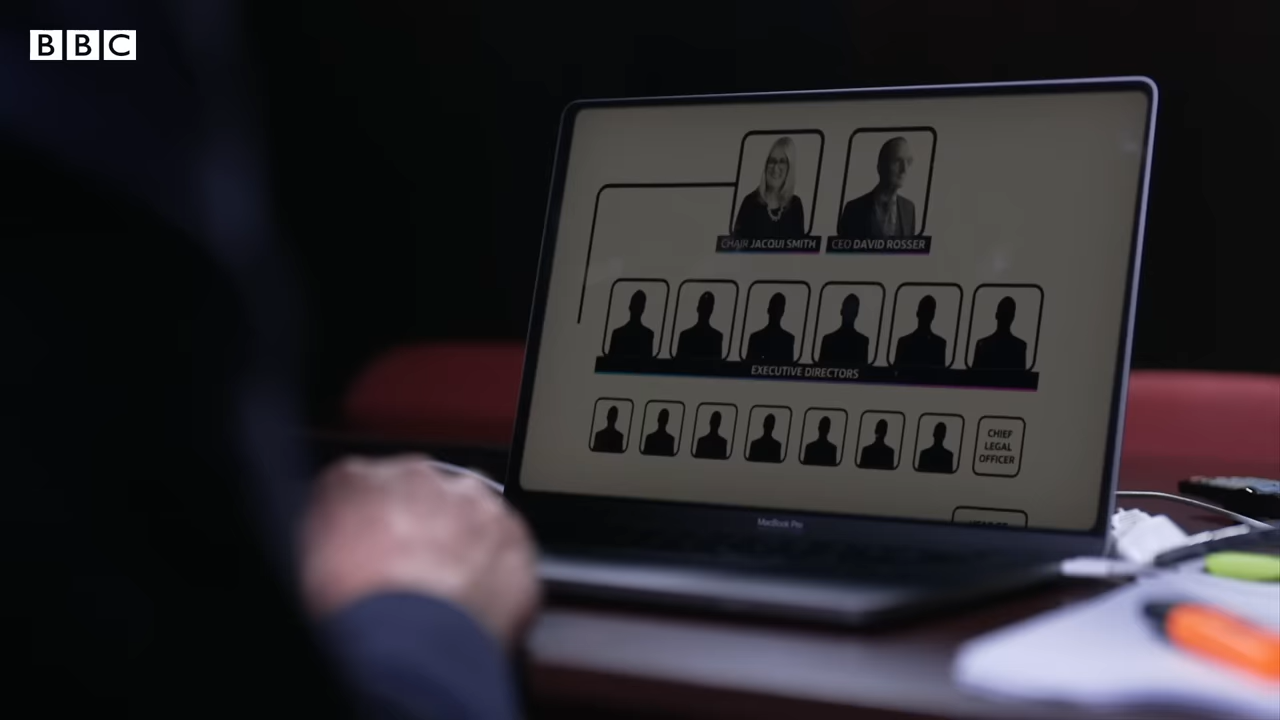 BBC
CHAIR JACQUI SMITH
CEO DAVID ROSSER
EXECUTIVE DIRECTORS
CHIEF
LEGAL
OFFICER
MacBook Pro